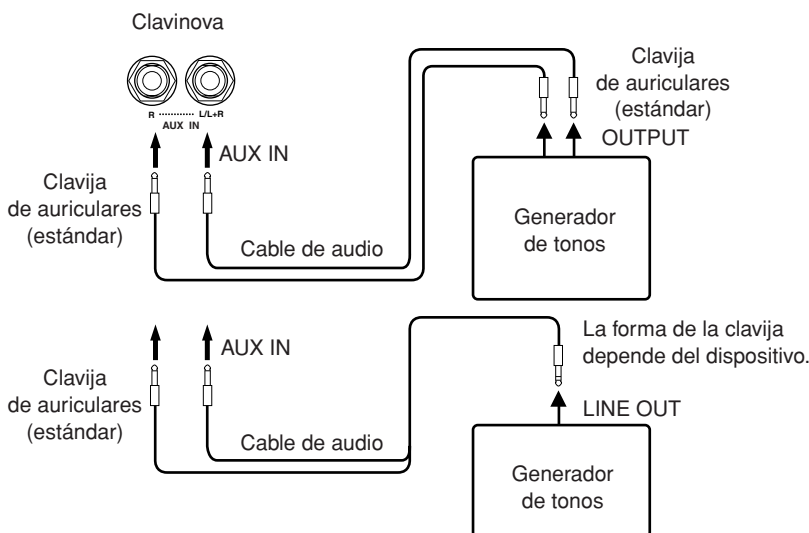 Clavinova
R ............ L/L+R
AUX IN
AUX IN
Clavija
de auriculares
(estándar)
Cable de audio
Clavija
de auriculares
(estándar)
OUTPUT
Generador
de tonos
AUX IN
Clavija
de auriculares
(estándar)
Cable de audio
La forma de la clavija
depende del dispositivo.
LINE OUT
Generador
de tonos